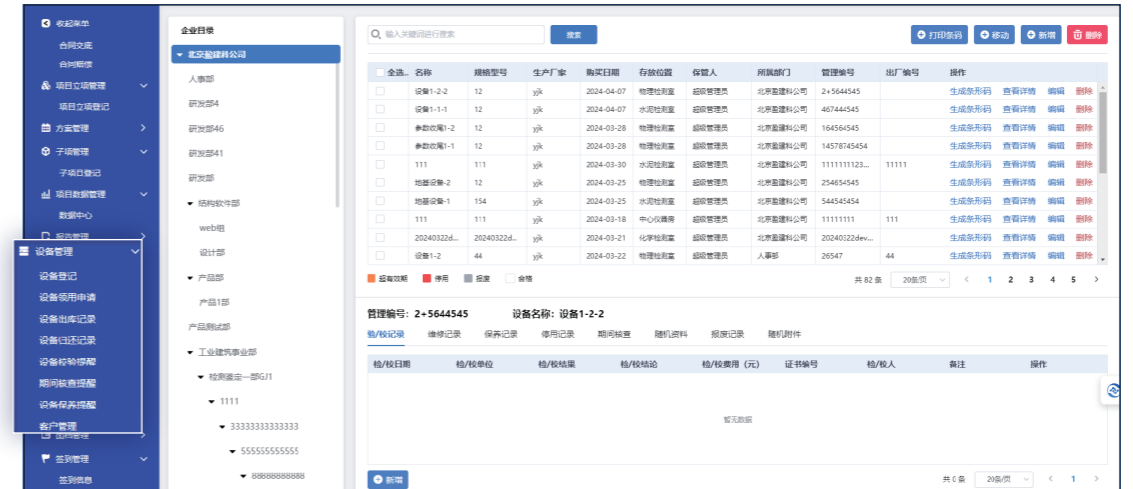 收起菜单
合同交底
合同赔偿
项目立项管理
项目立项登记
方案管理
子项管理
子项目登记
项目数据管理
数据中心
报告管理
设备管理
设备登记
设备领用申请
设备出库记录
设备归还记录
设备校验提醒
期间核查提醒
设备保养提醒
客户管理
签到管理
签到信息
企业目录
北京盈建科公司
人事部
研发部4
研发部46
研发部41
研发部
结构软件部
web组
设计部
产品部
产品1部
产品测试部
工业建筑事业部
检测鉴定一部GJ1
1111
33333333333333
555555555555
88888888888
输入关键词进行搜索 搜索 打印条码 移动 新增 删除
全选... 名称 规格型号 生产厂家 购买日期 存放位置 保管人 所属部门 管理编号 出厂编号 操作
设备1-2-2 12 yjk 2024-04-07 物理检测室 超级管理员 北京盈建科公司 2+5644545 生成条形码 查看详情 编辑 删除
设备1-1-1 12 yjk 2024-04-07 水泥检测室 超级管理员 北京盈建科公司 467444545 生成条形码 查看详情 编辑 删除
参数收尾1-2 12 yjk 2024-03-28 物理检测室 超级管理员 北京盈建科公司 164564545 生成条形码 查看详情 编辑 删除
参数收尾1-1 12 yjk 2024-03-28 物理检测室 超级管理员 北京盈建科公司 14578745454 生成条形码 查看详情 编辑 删除
111 111 yjk 2024-03-30 水泥检测室 超级管理员 北京盈建科公司 1111111123... 11111 生成条形码 查看详情 编辑 删除
地基设备-2 12 yjk 2024-03-25 物理检测室 超级管理员 北京盈建科公司 254654545 生成条形码 查看详情 编辑 删除
地基设备-1 154 yjk 2024-03-25 水泥检测室 超级管理员 北京盈建科公司 544545454 生成条形码 查看详情 编辑 删除
111 111 yjk 2024-03-18 中心仪器房 超级管理员 北京盈建科公司 11111111 111 生成条形码 查看详情 编辑 删除
20240322d... 20240322d... yjk 2024-03-21 化学检测室 超级管理员 北京盈建科公司 20240322dev... 生成条形码 查看详情 编辑 删除
设备1-2 44 yjk 2024-03-22 物理检测室 超级管理员 人事部 26547 44 生成条形码 查看详情 编辑 删除
超有效期 停用 报废 合格 共 82 条 20条/页 1 2 3 4 5
管理编号: 2+5644545 设备名称: 设备1-2-2
检/校记录 维修记录 保养记录 停用记录 期间核查 随机资料 报废记录 随机附件
检/校日期 检/校单位 检/校结果 检/校结论 检/校费用（元） 证书编号 检/校人 备注 操作
暂无数据
新增 共 0 条 20条/页 1